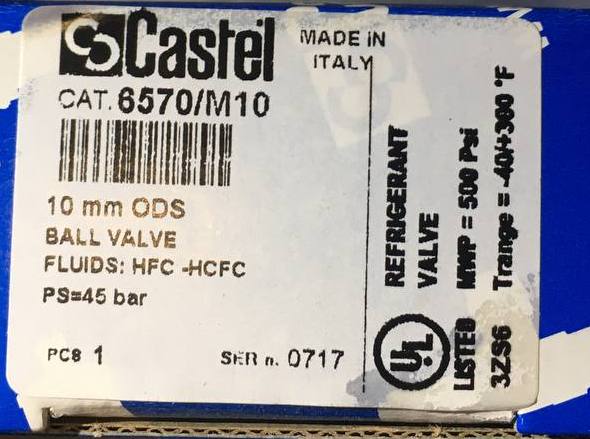 Castel
MADE IN
ITALY
CAT. 6570/M10
10 mm ODS
BALL VALVE
FLUIDS: HFC -HCFC
PS=45 bar
PCS 1
SER n. 0717
REFRIGERANT
VALVE
UL
LISTED MWP = 500 Psi
3ZS6 Trange = -40/+300 °F